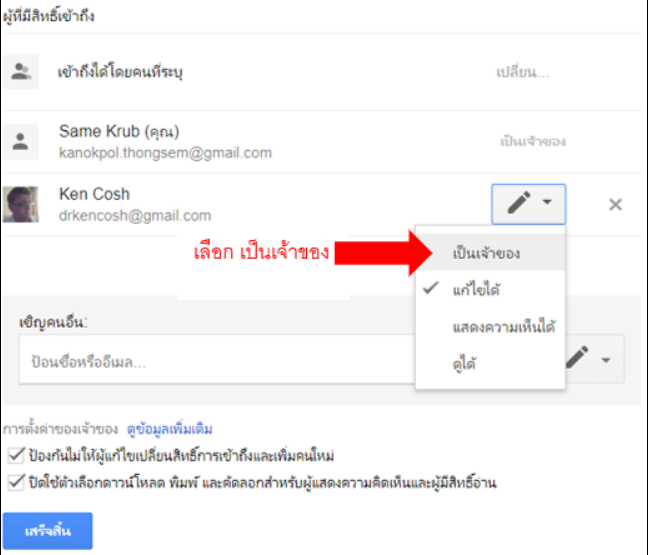 ผู้ที่มีสิทธิ์เข้าถึง
เข้าถึงได้โดยคนที่ระบุ
เปลี่ยน...
Same Krub (คุณ)
kanokpol.thongsem@gmail.com
เป็นเจ้าของ
Ken Cosh
drkencosh@gmail.com
เลือก เป็นเจ้าของ
เป็นเจ้าของ
แก้ไขได้
แสดงความเห็นได้
ดูได้
เชิญคนอื่น:
ป้อนชื่อหรืออีเมล...
การตั้งค่าของเจ้าของ ดูข้อมูลเพิ่มเติม
ป้องกันไม่ให้ผู้แก้ไขเปลี่ยนสิทธิ์การเข้าถึงและเพิ่มคนใหม่
ปิดใช้ตัวเลือกดาวน์โหลด พิมพ์ และคัดลอกสำหรับผู้แสดงความคิดเห็นและผู้มีสิทธิ์อ่าน
เสร็จสิ้น